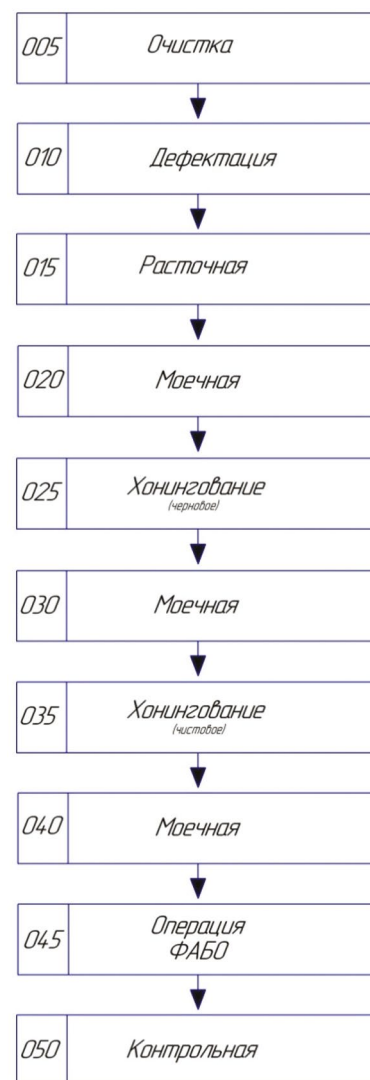 005 Очистка
010 Дефектация
015 Расточная
020 Моечная
025 Хонингование
(черновое)
030 Моечная
035 Хонингование
(чистовое)
040 Моечная
045 Операция
ФАБО
050 Контрольная